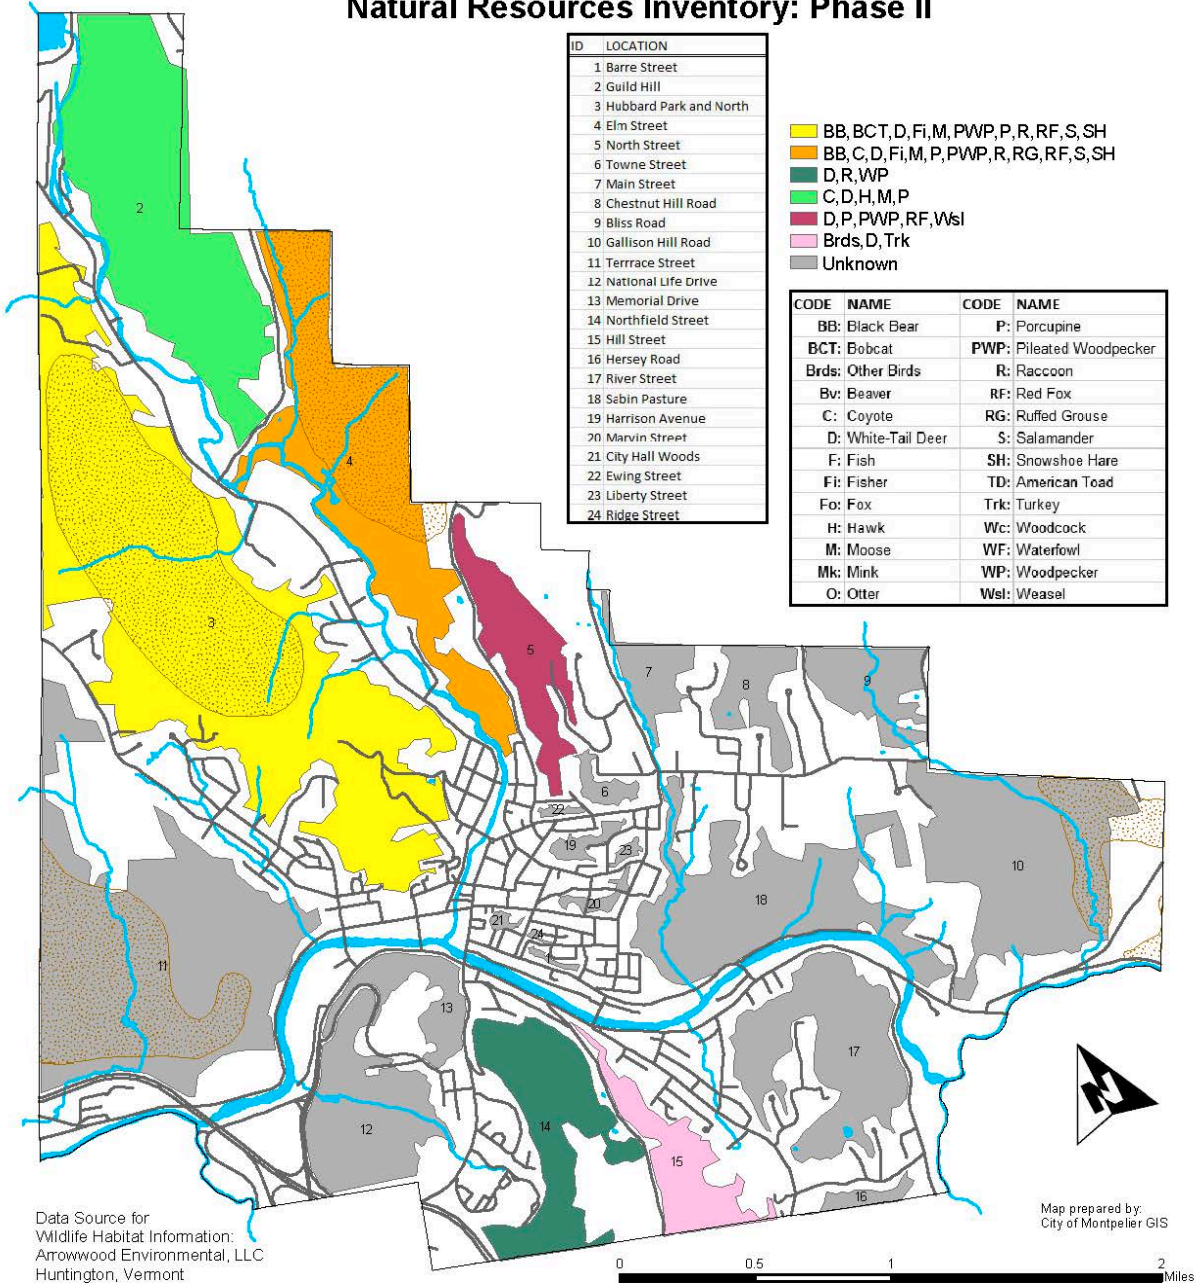 Natural Resources Inventory: Phase II
ID LOCATION
1 Barre Street
2 Guild Hill
3 Hubbard Park and North
4 Elm Street
5 North Street
6 Towne Street
7 Main Street
8 Chestnut Hill Road
9 Bliss Road
10 Gallison Hill Road
11 Terrrace Street
12 National Life Drive
13 Memorial Drive
14 Northfield Street
15 Hill Street
16 Hersey Road
17 River Street
18 Sabin Pasture
19 Harrison Avenue
20 Marvin Street
21 City Hall Woods
22 Ewing Street
23 Liberty Street
24 Ridge Street
BB,BCT,D,Fi,M,PWP,P,R,RF,S,SH
BB,C,D,Fi,M,P,PWP,R,RG,RF,S,SH
D,R,WP
C,D,H,M,P
D,P,PWP,RF,Wsl
Brds,D,Trk
Unknown
CODE NAME CODE NAME
BB: Black Bear P: Porcupine
BCT: Bobcat PWP: Pileated Woodpecker
Brds: Other Birds R: Raccoon
Bv: Beaver RF: Red Fox
C: Coyote RG: Ruffed Grouse
D: White-Tail Deer S: Salamander
F: Fish SH: Snowshoe Hare
Fi: Fisher TD: American Toad
Fo: Fox Trk: Turkey
H: Hawk Wc: Woodcock
M: Moose WF: Waterfowl
Mk: Mink WP: Woodpecker
O: Otter Wsl: Weasel
2
4
3
5
7
8
9
6
22
19
23
10
20
18
21
24
1
11
13
17
12
14
15
16
N
Data Source for
Wildlife Habitat Information:
Arrowwood Environmental, LLC
Huntington, Vermont
Map prepared by:
City of Montpelier GIS
0 0.5 1 2
Miles